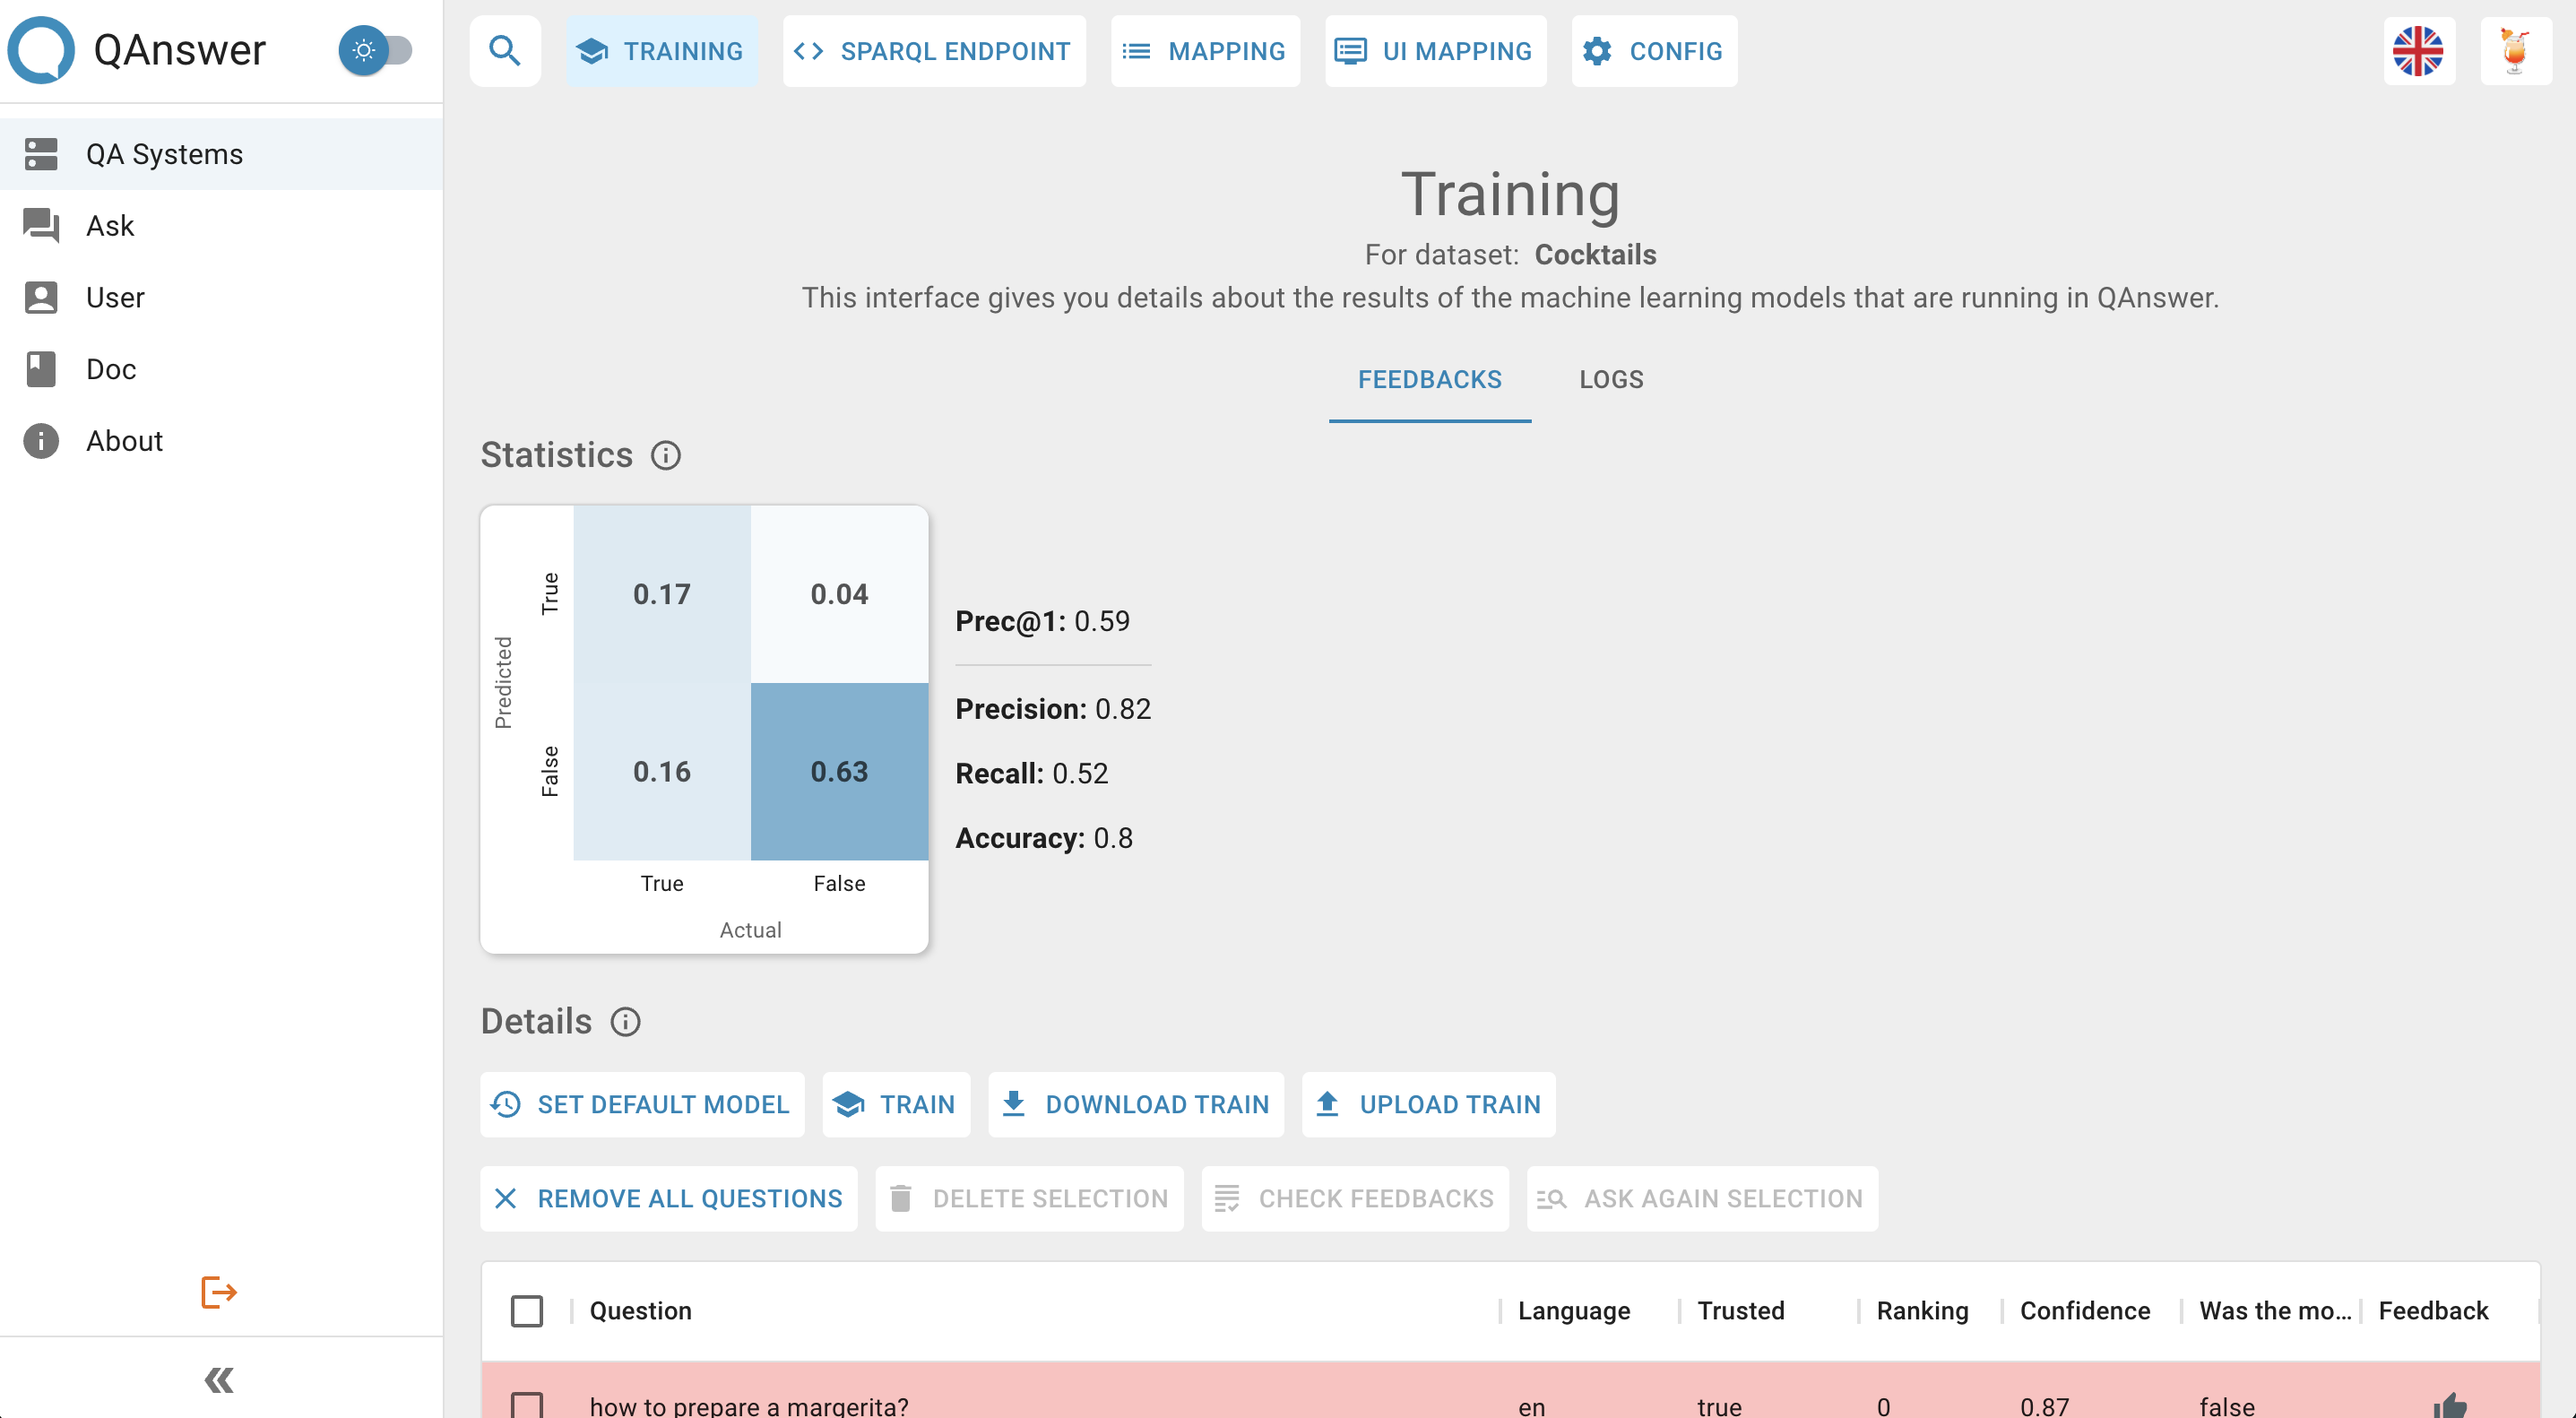 QAnswer
TRAINING
SPARQL ENDPOINT
MAPPING
UI MAPPING
CONFIG
QA Systems
Ask
User
Doc
About
Training
For dataset: Cocktails
This interface gives you details about the results of the machine learning models that are running in QAnswer.
FEEDBACKS
LOGS
Statistics
Predicted
True
0.17
0.04
False
0.16
0.63
True
False
Actual
Prec@1: 0.59
Precision: 0.82
Recall: 0.52
Accuracy: 0.8
Details
SET DEFAULT MODEL
TRAIN
DOWNLOAD TRAIN
UPLOAD TRAIN
REMOVE ALL QUESTIONS
DELETE SELECTION
CHECK FEEDBACKS
ASK AGAIN SELECTION
Question Language Trusted Ranking Confidence Was the mo... Feedback
how to prepare a margerita? en true 0 0.87 false